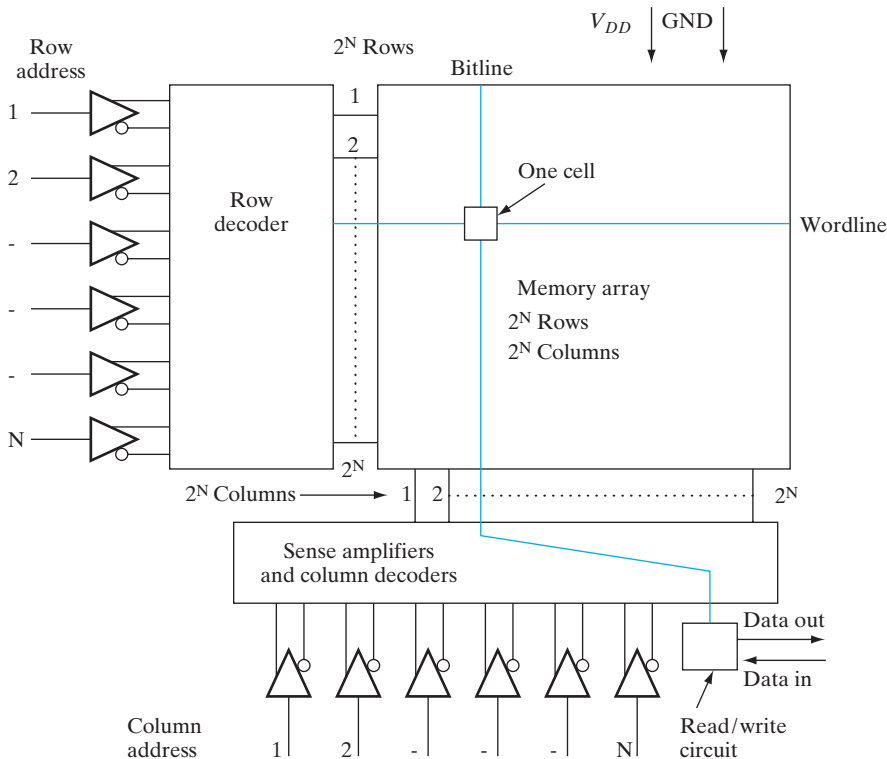 V_DD GND
Row
address
2^N Rows
Bitline
1
1
2
2
One cell
Row
decoder
-
Wordline
Memory array
-
2^N Rows
2^N Columns
-
N
2^N
2^N Columns
1 2 2^N
Sense amplifiers
and column decoders
Data out
Data in
Column
address
1 2 - - - N
Read/write
circuit